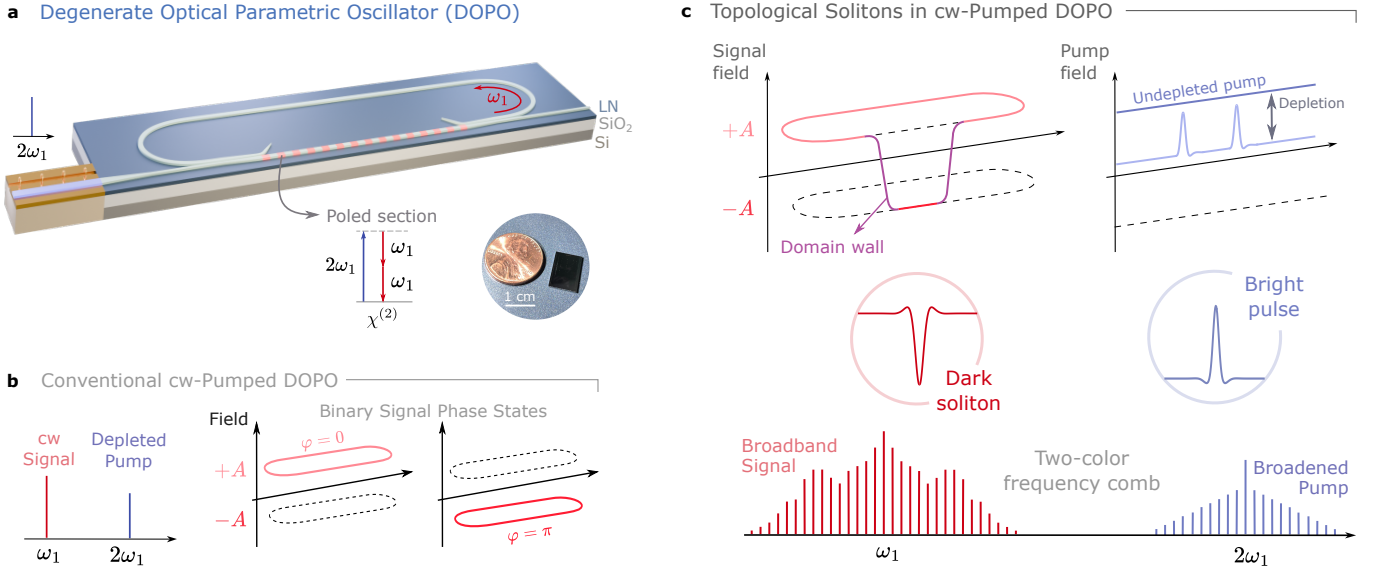 a Degenerate Optical Parametric Oscillator (DOPO)
2ω₁
ω₁
LN
SiO₂
Si
Poled section
2ω₁
ω₁
ω₁
χ⁽²⁾
1 cm
b Conventional cw-Pumped DOPO
cw
Signal
Depleted
Pump
ω₁
2ω₁
Binary Signal Phase States
Field
+A
−A
φ = 0
φ = π
c Topological Solitons in cw-Pumped DOPO
Signal
field
+A
−A
Domain wall
Pump
field
Undepleted pump
Depletion
Dark
soliton
Bright
pulse
Broadband
Signal
Two-color
frequency comb
Broadened
Pump
ω₁
2ω₁